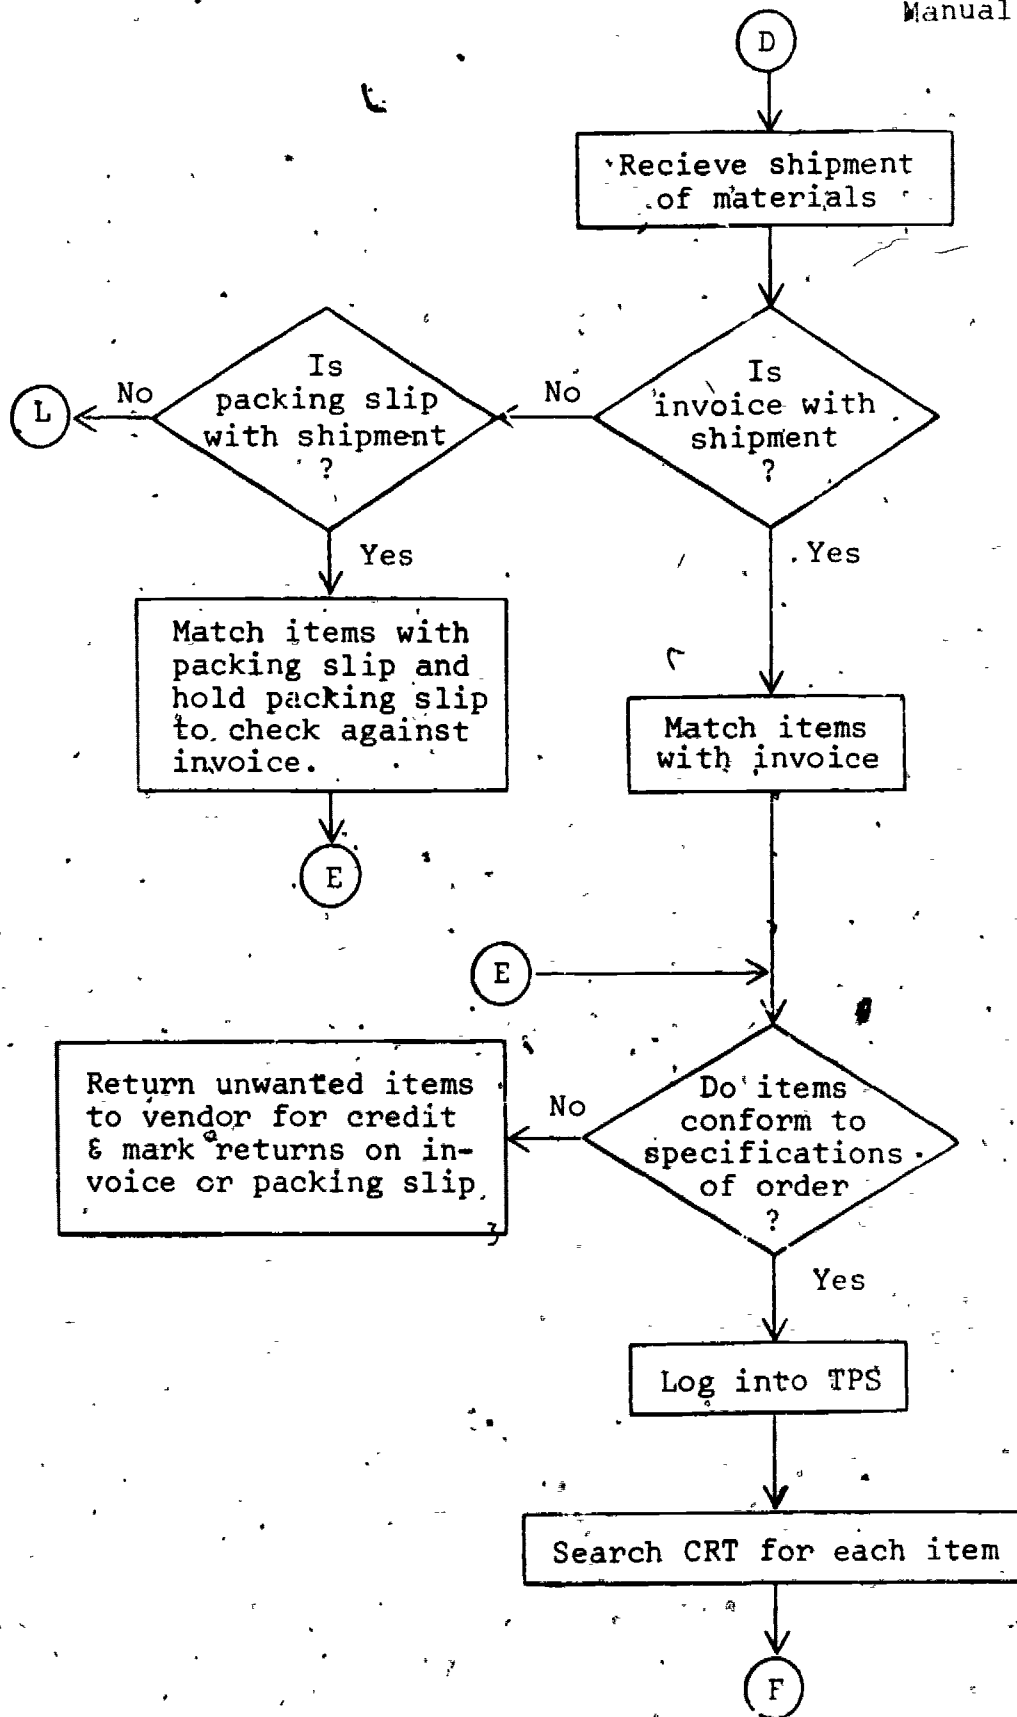 Manual
D
Recieve shipment
of materials
Is
invoice with
shipment
?
No
Is
packing slip
with shipment
?
No
L
Yes
Match items with
packing slip and
hold packing slip
to check against
invoice.
E
Yes
Match items
with invoice
E
Do items
conform to
specifications
of order
?
No
Return unwanted items
to vendor for credit
& mark returns on in-
voice or packing slip
Yes
Log into TPS
Search CRT for each item
F